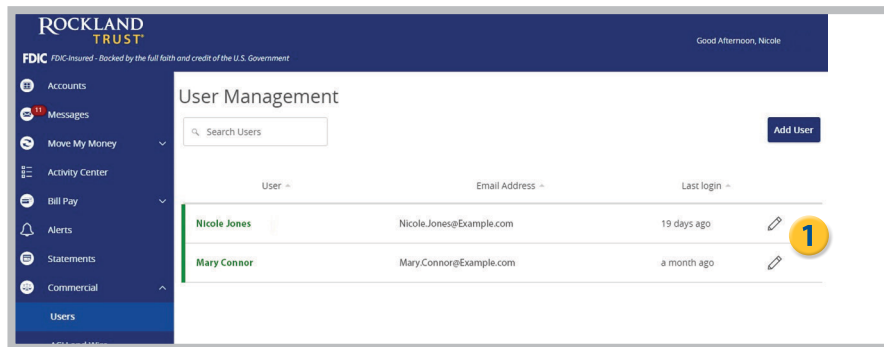 ROCKLAND
TRUST®
Good Afternoon, Nicole
FDIC FDIC-Insured - Backed by the full faith and credit of the U.S. Government
Accounts
11
Messages
Move My Money
Activity Center
Bill Pay
Alerts
Statements
Commercial
Users
User Management
Search Users
Add User
User Email Address Last login
Nicole Jones Nicole.Jones@Example.com 19 days ago
1
Mary Connor Mary.Connor@Example.com a month ago